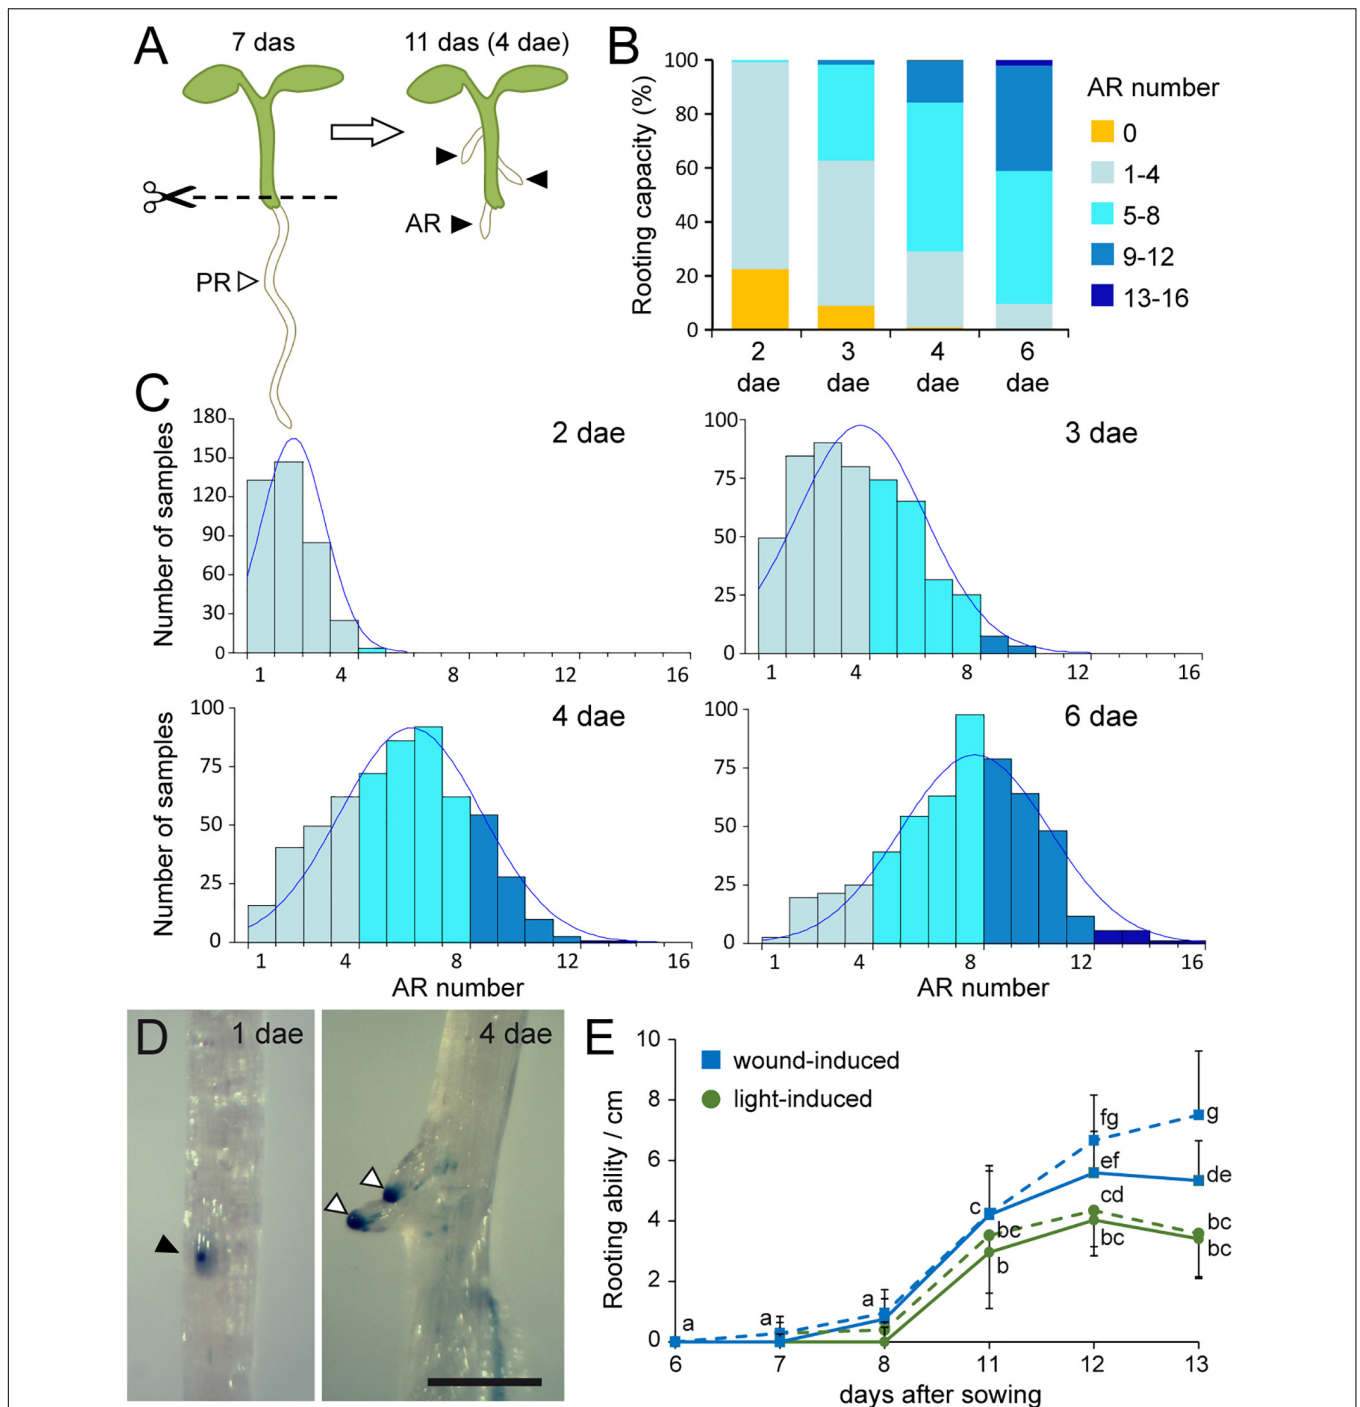 A
7 das
11 das (4 dae)
AR
PR
B
Rooting capacity (%)
100
80
60
40
20
0
2 dae
3 dae
4 dae
6 dae
AR number
0
1-4
5-8
9-12
13-16
C
Number of samples
180
150
120
90
60
30
0
2 dae
1 4 8 12 16
100
75
50
25
0
3 dae
1 4 8 12 16
Number of samples
100
75
50
25
0
4 dae
1 4 8 12 16
AR number
100
75
50
25
0
6 dae
1 4 8 12 16
AR number
D
1 dae
4 dae
E
Rooting ability / cm
10
8
6
4
2
0
wound-induced
light-induced
a
a
a
c
bc
b
fg
ef
cd
bc
g
de
bc
bc
6 7 8 11 12 13
days after sowing